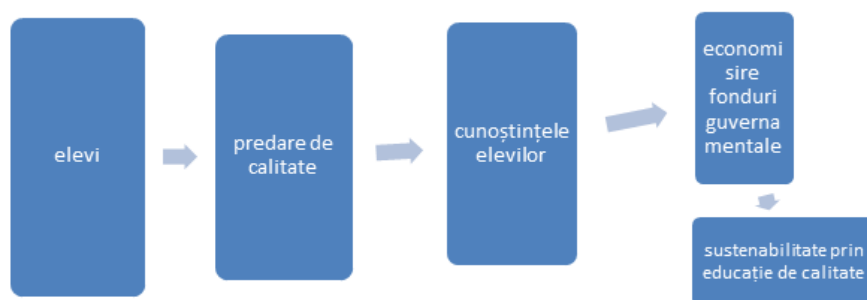 elevi
predare de
calitate
cunoștințele
elevilor
economi
sire
fonduri
guverna
mentale
sustenabilitate prin
educație de calitate